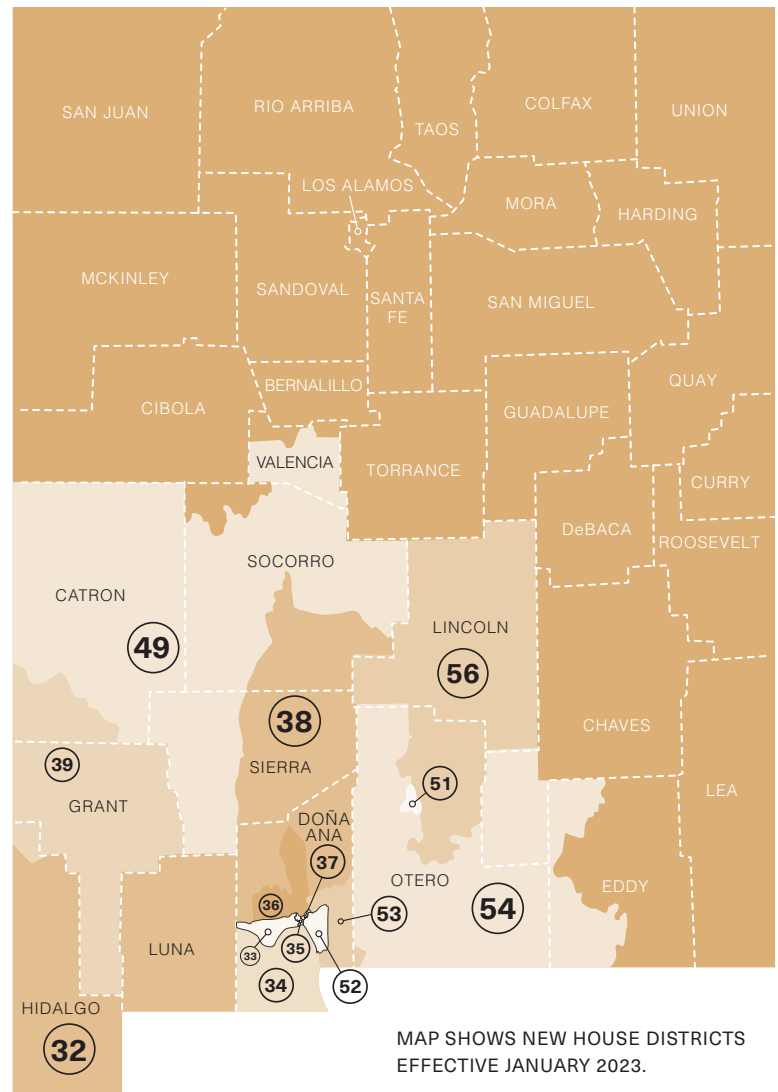 SAN JUAN
RIO ARRIBA
TAOS
COLFAX
UNION
LOS ALAMOS
MORA
HARDING
MCKINLEY
SANDOVAL
SANTA
FE
SAN MIGUEL
BERNALILLO
CIBOLA
QUAY
GUADALUPE
VALENCIA
TORRANCE
CURRY
DeBACA
ROOSEVELT
SOCORRO
CATRON
LINCOLN
49
56
38
CHAVES
39
SIERRA
51
LEA
GRANT
DOÑA
ANA
37
OTERO
EDDY
36
53
54
LUNA
33
35
34
52
HIDALGO
32
MAP SHOWS NEW HOUSE DISTRICTS
EFFECTIVE JANUARY 2023.